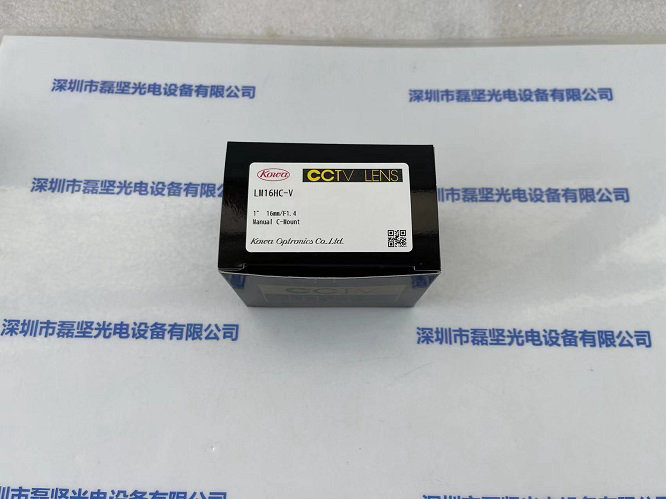 深圳市磊坚光电设备有限公司
深圳市磊坚光电设备有限公司
Kowa
CCTV LENS
LM16HC-V
1" 16mm/F1.4
Manual C-Mount
Kowa Optronics Co.,Ltd.
CCTV
深圳市磊坚光电设备有限公司
深圳市磊坚光电设备有限公司
圳市磊坚光电设备有限公司
深圳市磊坚光电设备有限公司